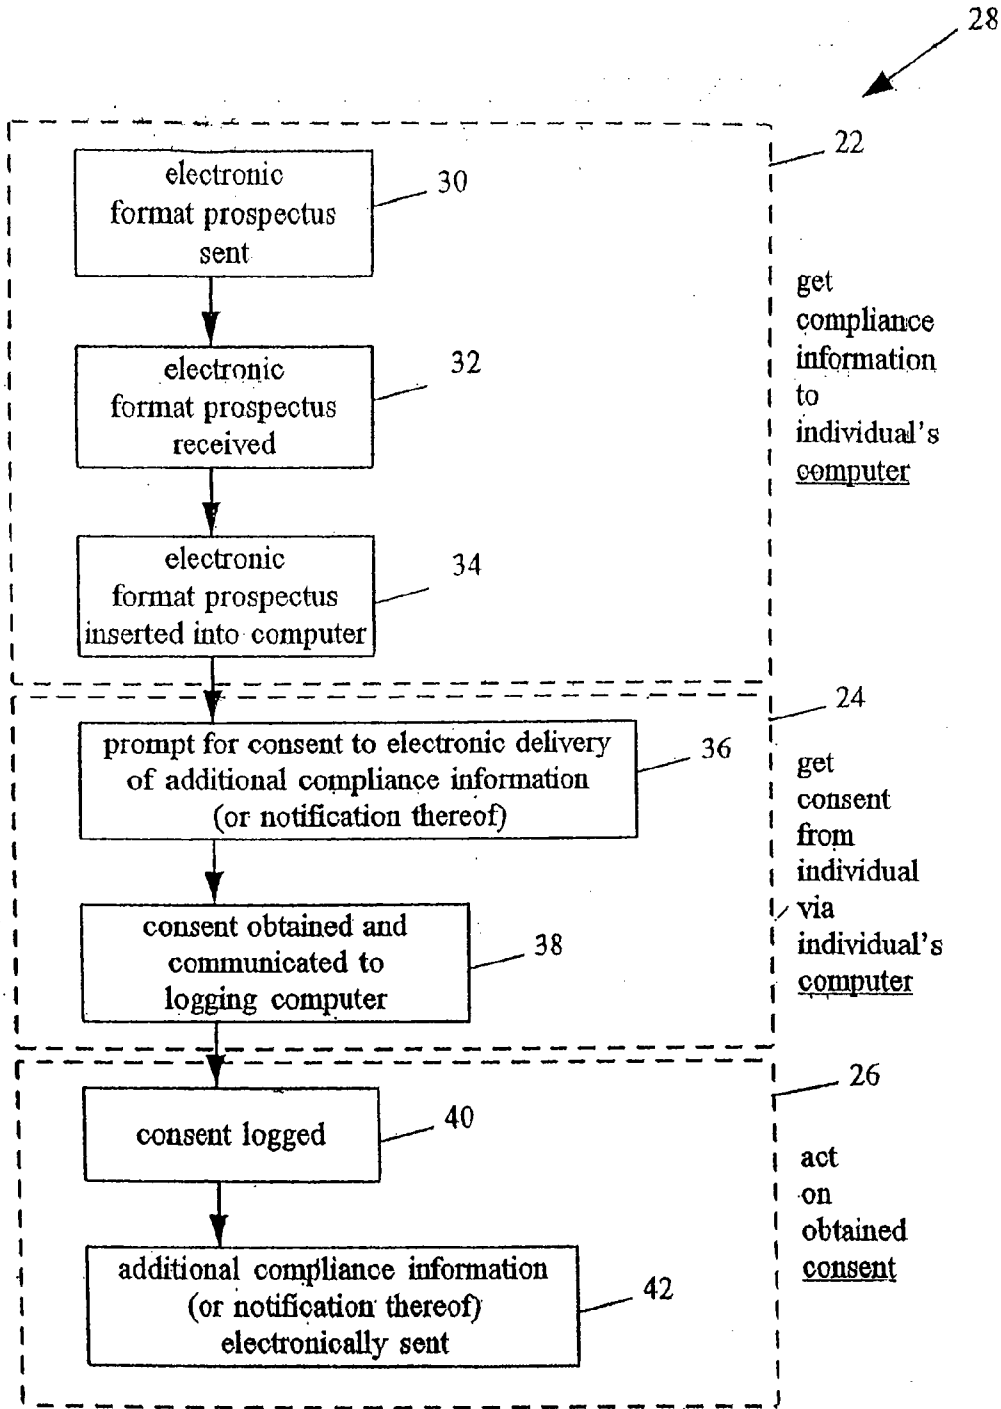 28
22
electronic
format prospectus
sent
30
get
compliance
information
to
individual's
computer
electronic
format prospectus
received
32
electronic
format prospectus
inserted into computer
34
24
prompt for consent to electronic delivery
of additional compliance information
(or notification thereof)
36
get
consent
from
individual
via
individual's
computer
consent obtained and
communicated to
logging computer
38
26
consent logged
40
act
on
obtained
consent
additional compliance information
(or notification thereof)
electronically sent
42